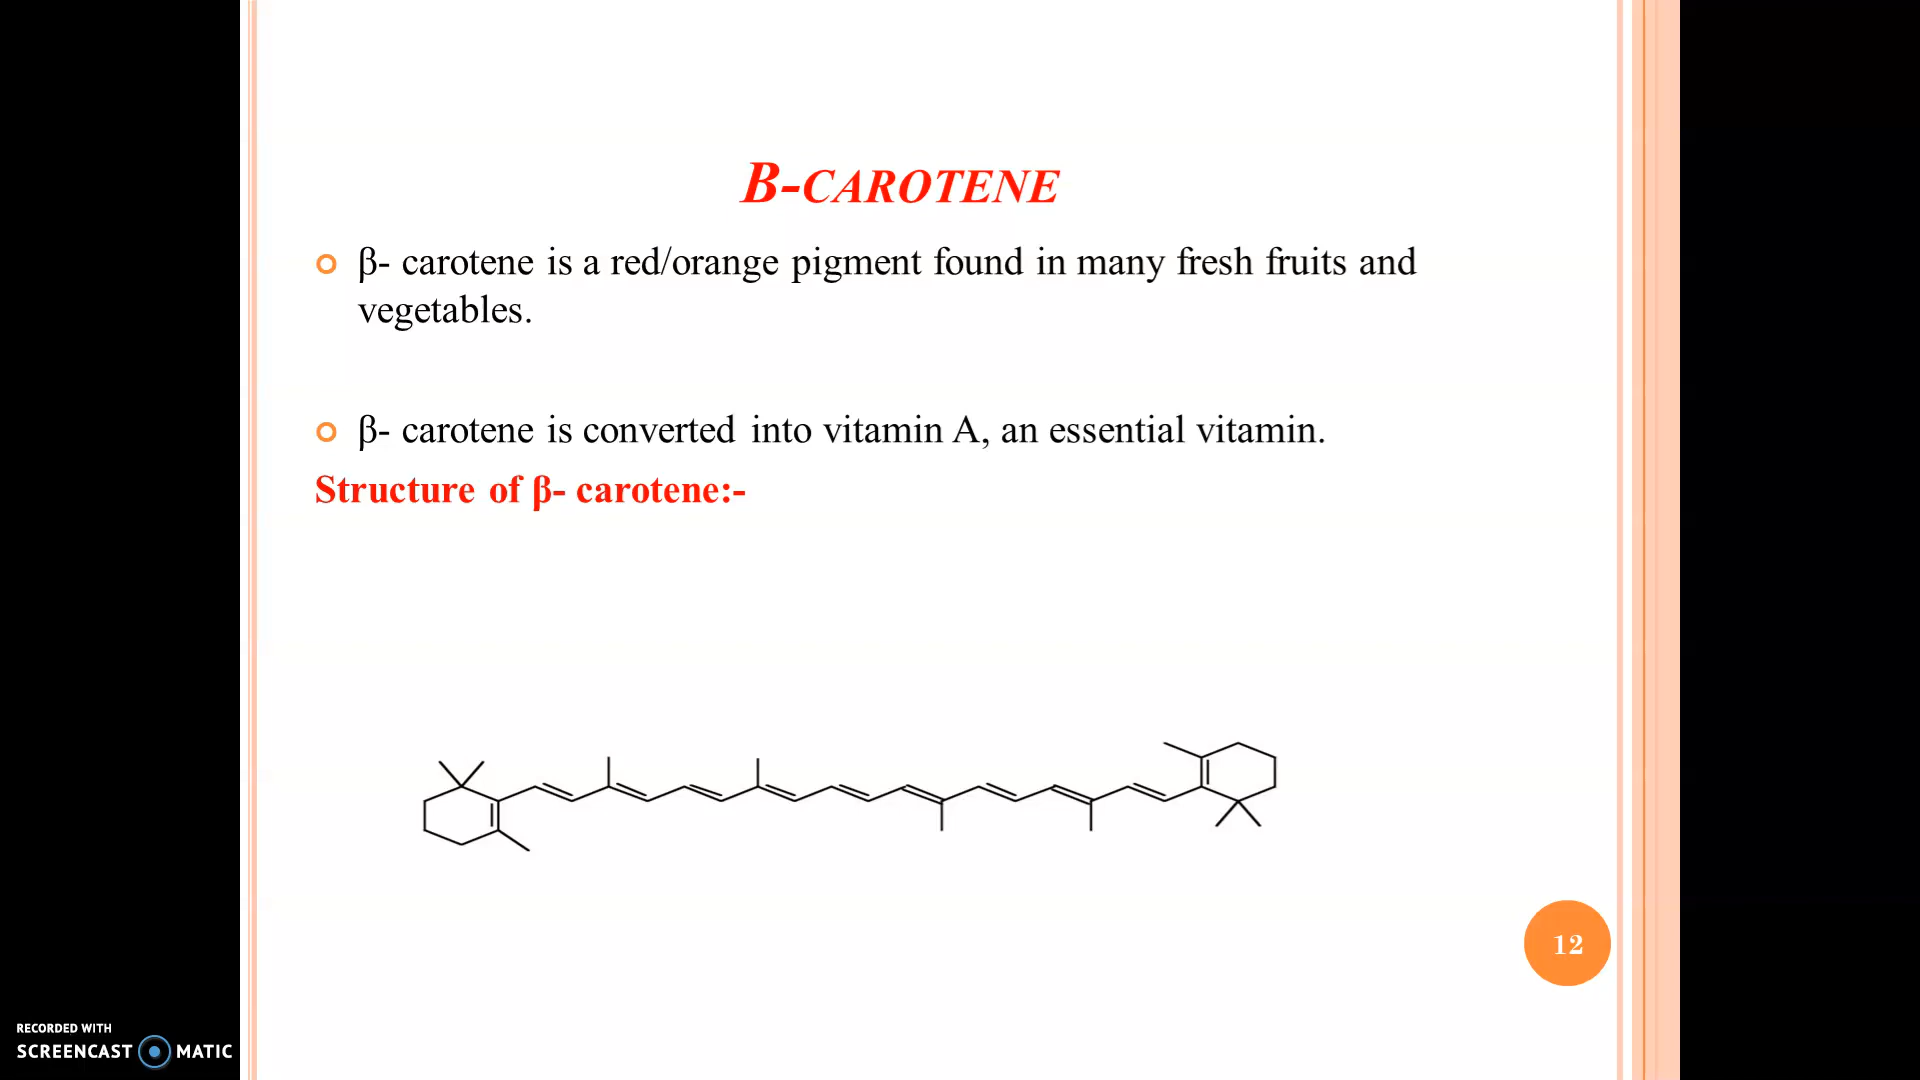 B-CAROTENE
β- carotene is a red/orange pigment found in many fresh fruits and
vegetables.
β- carotene is converted into vitamin A, an essential vitamin.
Structure of β- carotene:-
12
RECORDED WITH
SCREENCAST MATIC